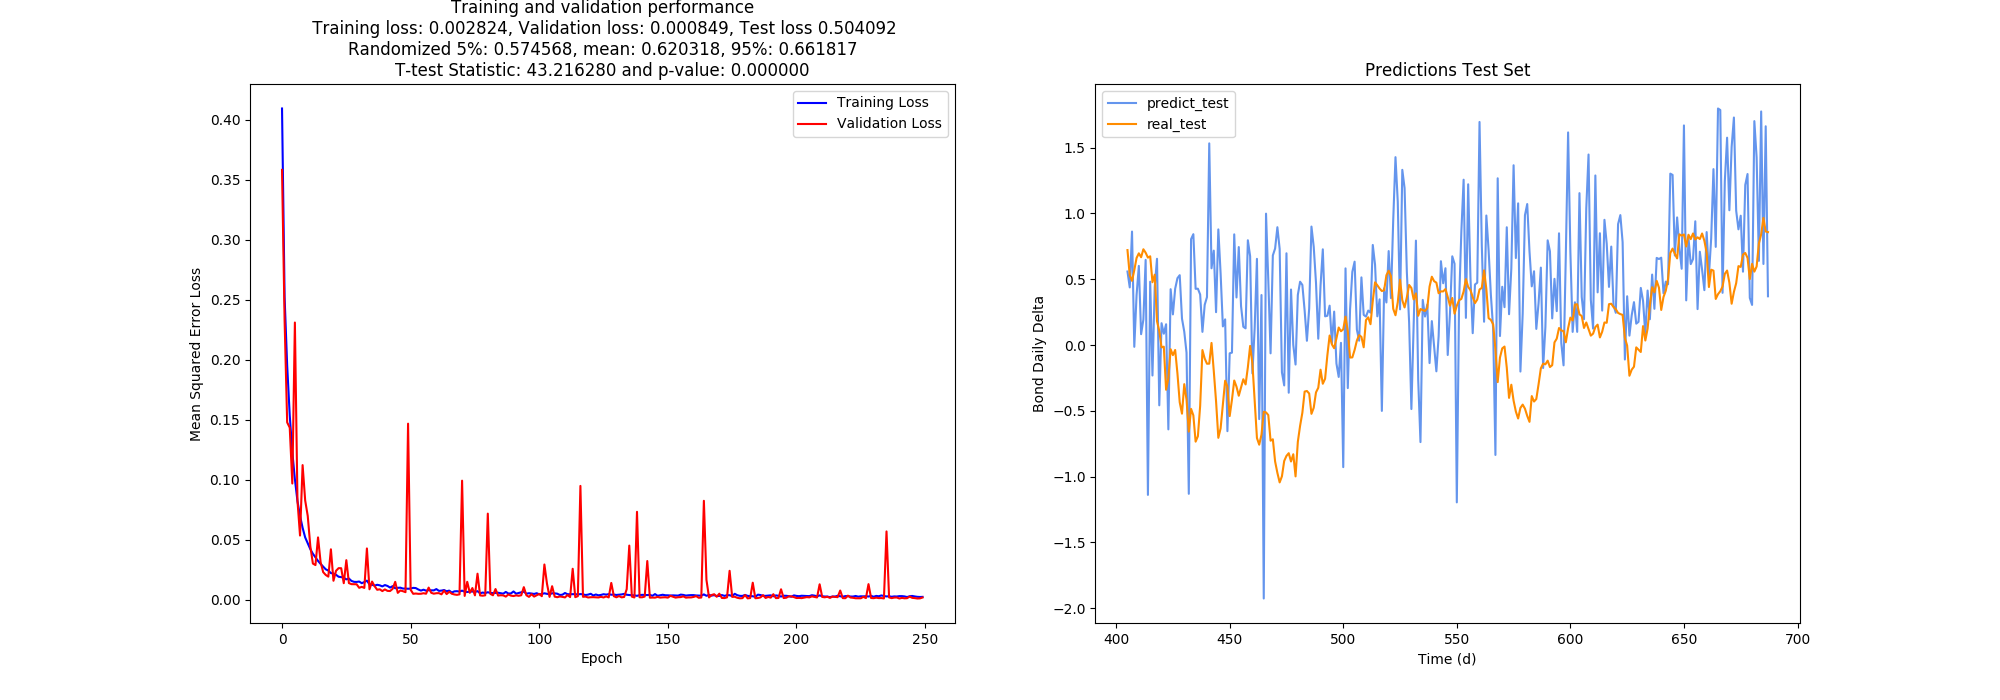 Training and validation performance
Training loss: 0.002824, Validation loss: 0.000849, Test loss 0.504092
Randomized 5%: 0.574568, mean: 0.620318, 95%: 0.661817
T-test Statistic: 43.216280 and p-value: 0.000000
Training Loss
Validation Loss
0.40
0.35
0.30
0.25
0.20
0.15
0.10
0.05
0.00
Mean Squared Error Loss
0 50 100 150 200 250
Epoch
Predictions Test Set
predict_test
real_test
1.5
1.0
0.5
0.0
−0.5
−1.0
−1.5
−2.0
Bond Daily Delta
400 450 500 550 600 650 700
Time (d)